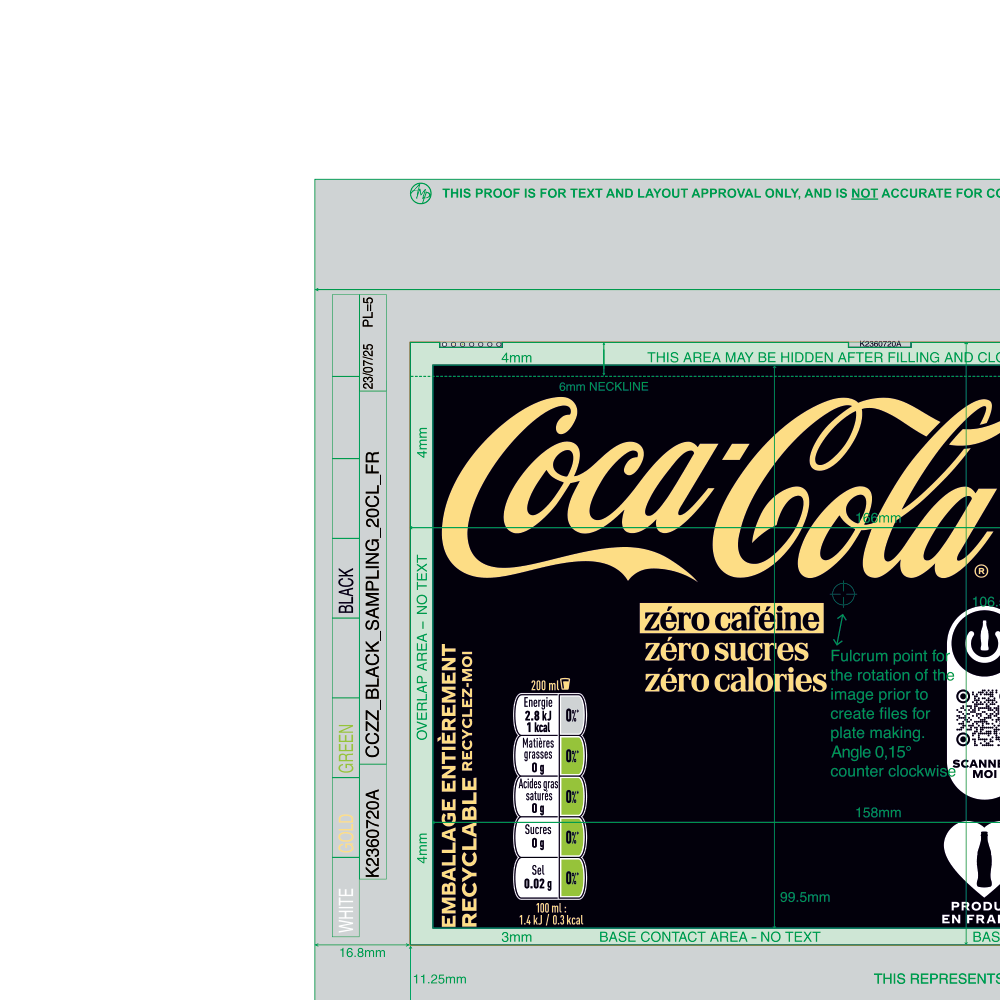 THIS PROOF IS FOR TEXT AND LAYOUT APPROVAL ONLY, AND IS NOT ACCURATE FOR CO
23/07/25 PL=5
K2360720A CCZZ_BLACK_SAMPLING_20CL_FR
BLACK
GREEN
GOLD
WHITE
K2360720A
4mm
THIS AREA MAY BE HIDDEN AFTER FILLING AND CLO
6mm NECKLINE
4mm
OVERLAP AREA – NO TEXT
4mm
Coca-Cola
®
166mm
106.
zéro caféine
zéro sucres
zéro calories
Fulcrum point for
the rotation of the
image prior to
create files for
plate making.
Angle 0,15°
counter clockwise
EMBALLAGE ENTIÈREMENT
RECYCLABLE RECYCLEZ-MOI
200 ml
Energie
2.8 kJ
1 kcal
0%*
Matières
grasses
0 g
0%*
Acides gras
saturés
0 g
0%*
Sucres
0 g
0%*
Sel
0.02 g
0%*
100 ml :
1.4 kJ / 0.3 kcal
SCANNE
MOI
158mm
99.5mm
PRODU
EN FRAN
3mm
BASE CONTACT AREA - NO TEXT
BAS
16.8mm
11.25mm
THIS REPRESENTS